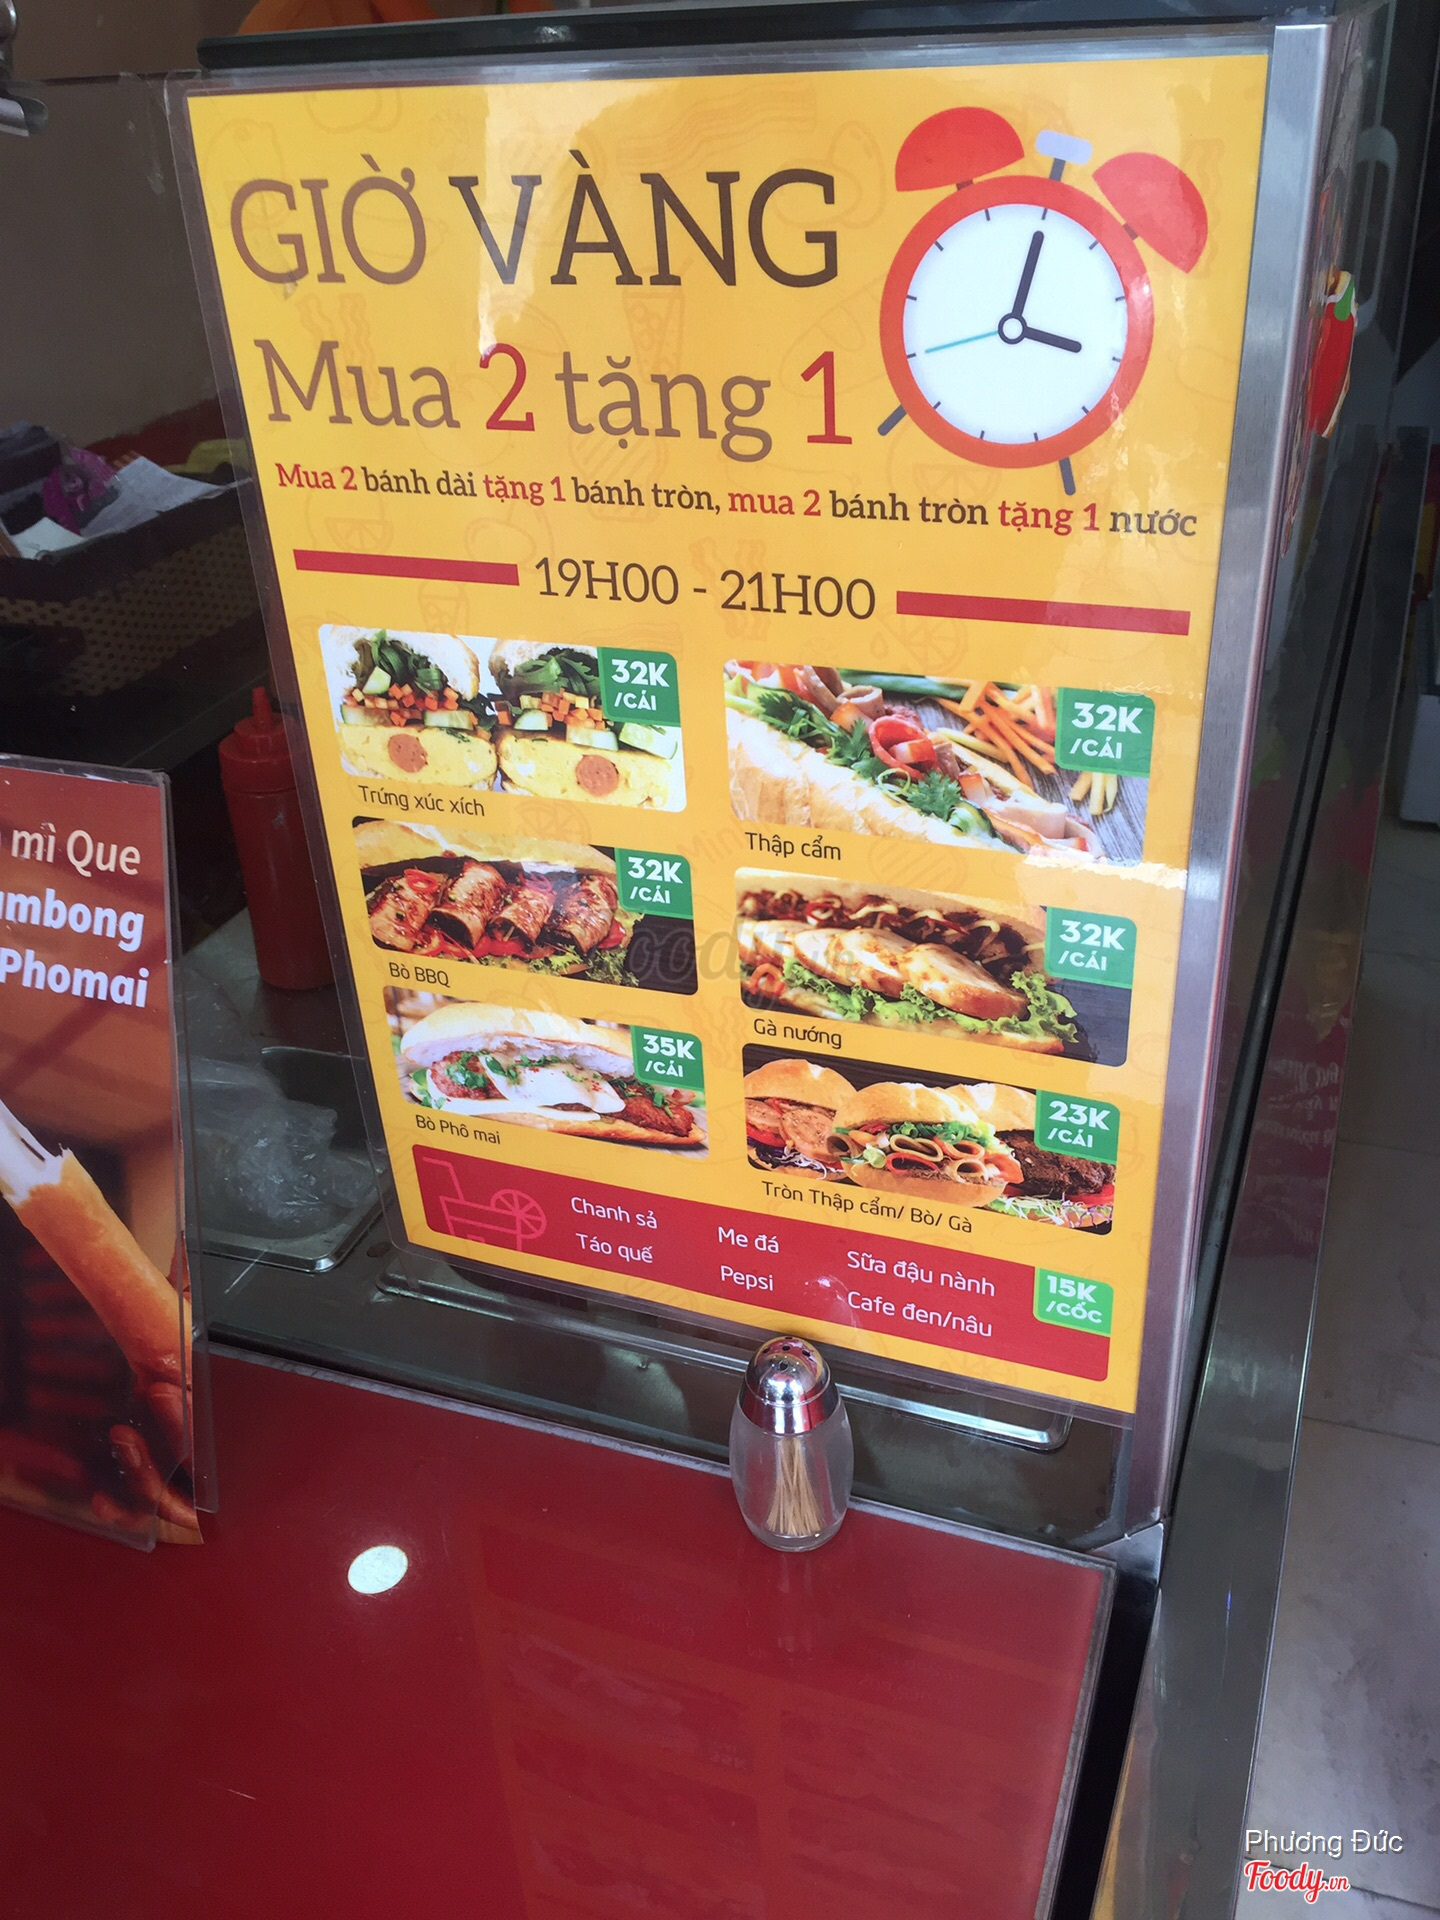 GIỜ VÀNG
Mua 2 tặng 1
Mua 2 bánh dài tặng 1 bánh tròn, mua 2 bánh tròn tặng 1 nước
19H00 - 21H00
32K
/CÁI
Trứng xúc xích
32K
/CÁI
Thập cẩm
32K
/CÁI
Bò BBQ
32K
/CÁI
Gà nướng
35K
/CÁI
Bò Phô mai
23K
/CÁI
Tròn Thập cẩm/ Bò/ Gà
Chanh sả
Me đá
Sữa đậu nành
Táo quế
Pepsi
Cafe đen/nâu
15K
/CỐC
mì Que
Phomai
Phương Đức
Foody.vn